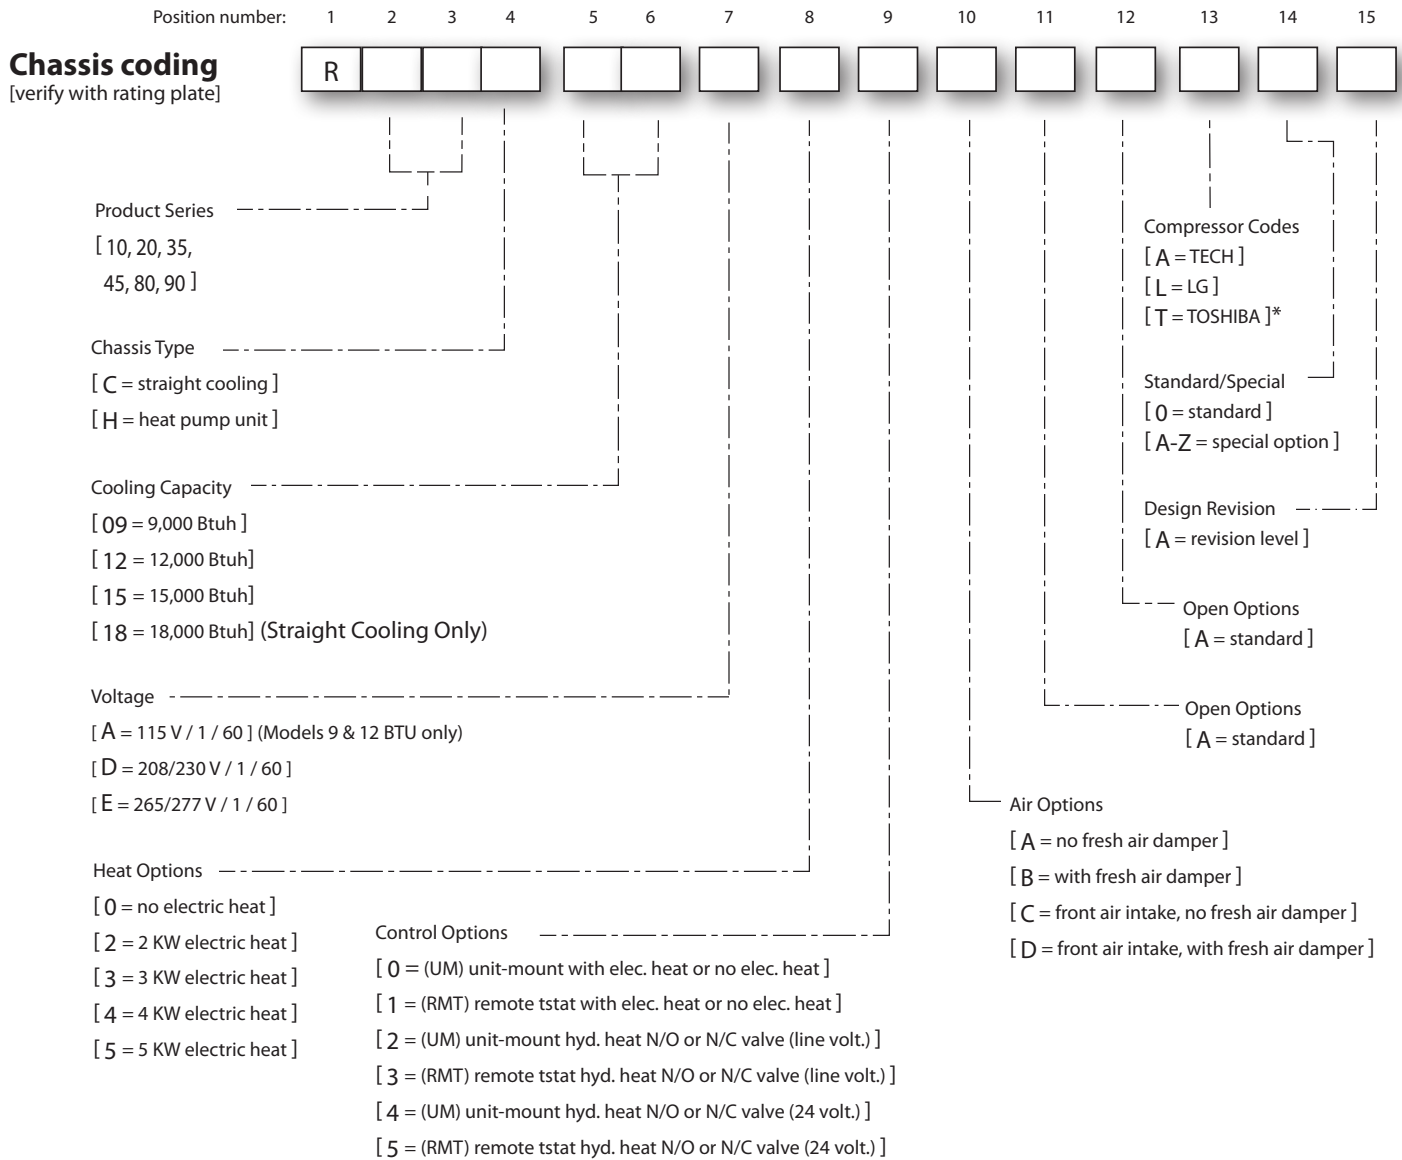 Position number: 1 2 3 4 5 6 7 8 9 10 11 12 13 14 15
Chassis coding
[verify with rating plate]
R
Product Series
[ 10, 20, 35,
45, 80, 90 ]
Chassis Type
[ C = straight cooling ]
[ H = heat pump unit ]
Cooling Capacity
[ 09 = 9,000 Btuh ]
[ 12 = 12,000 Btuh]
[ 15 = 15,000 Btuh]
[ 18 = 18,000 Btuh] (Straight Cooling Only)
Voltage
[ A = 115 V / 1 / 60 ] (Models 9 & 12 BTU only)
[ D = 208/230 V / 1 / 60 ]
[ E = 265/277 V / 1 / 60 ]
Heat Options
[ 0 = no electric heat ]
[ 2 = 2 KW electric heat ]
[ 3 = 3 KW electric heat ]
[ 4 = 4 KW electric heat ]
[ 5 = 5 KW electric heat ]
Control Options
[ 0 = (UM) unit-mount with elec. heat or no elec. heat ]
[ 1 = (RMT) remote tstat with elec. heat or no elec. heat ]
[ 2 = (UM) unit-mount hyd. heat N/O or N/C valve (line volt.) ]
[ 3 = (RMT) remote tstat hyd. heat N/O or N/C valve (line volt.) ]
[ 4 = (UM) unit-mount hyd. heat N/O or N/C valve (24 volt.) ]
[ 5 = (RMT) remote tstat hyd. heat N/O or N/C valve (24 volt.) ]
Compressor Codes
[ A = TECH ]
[ L = LG ]
[ T = TOSHIBA ]*
Standard/Special
[ 0 = standard ]
[ A-Z = special option ]
Design Revision
[ A = revision level ]
Open Options
[ A = standard ]
Open Options
[ A = standard ]
Air Options
[ A = no fresh air damper ]
[ B = with fresh air damper ]
[ C = front air intake, no fresh air damper ]
[ D = front air intake, with fresh air damper ]